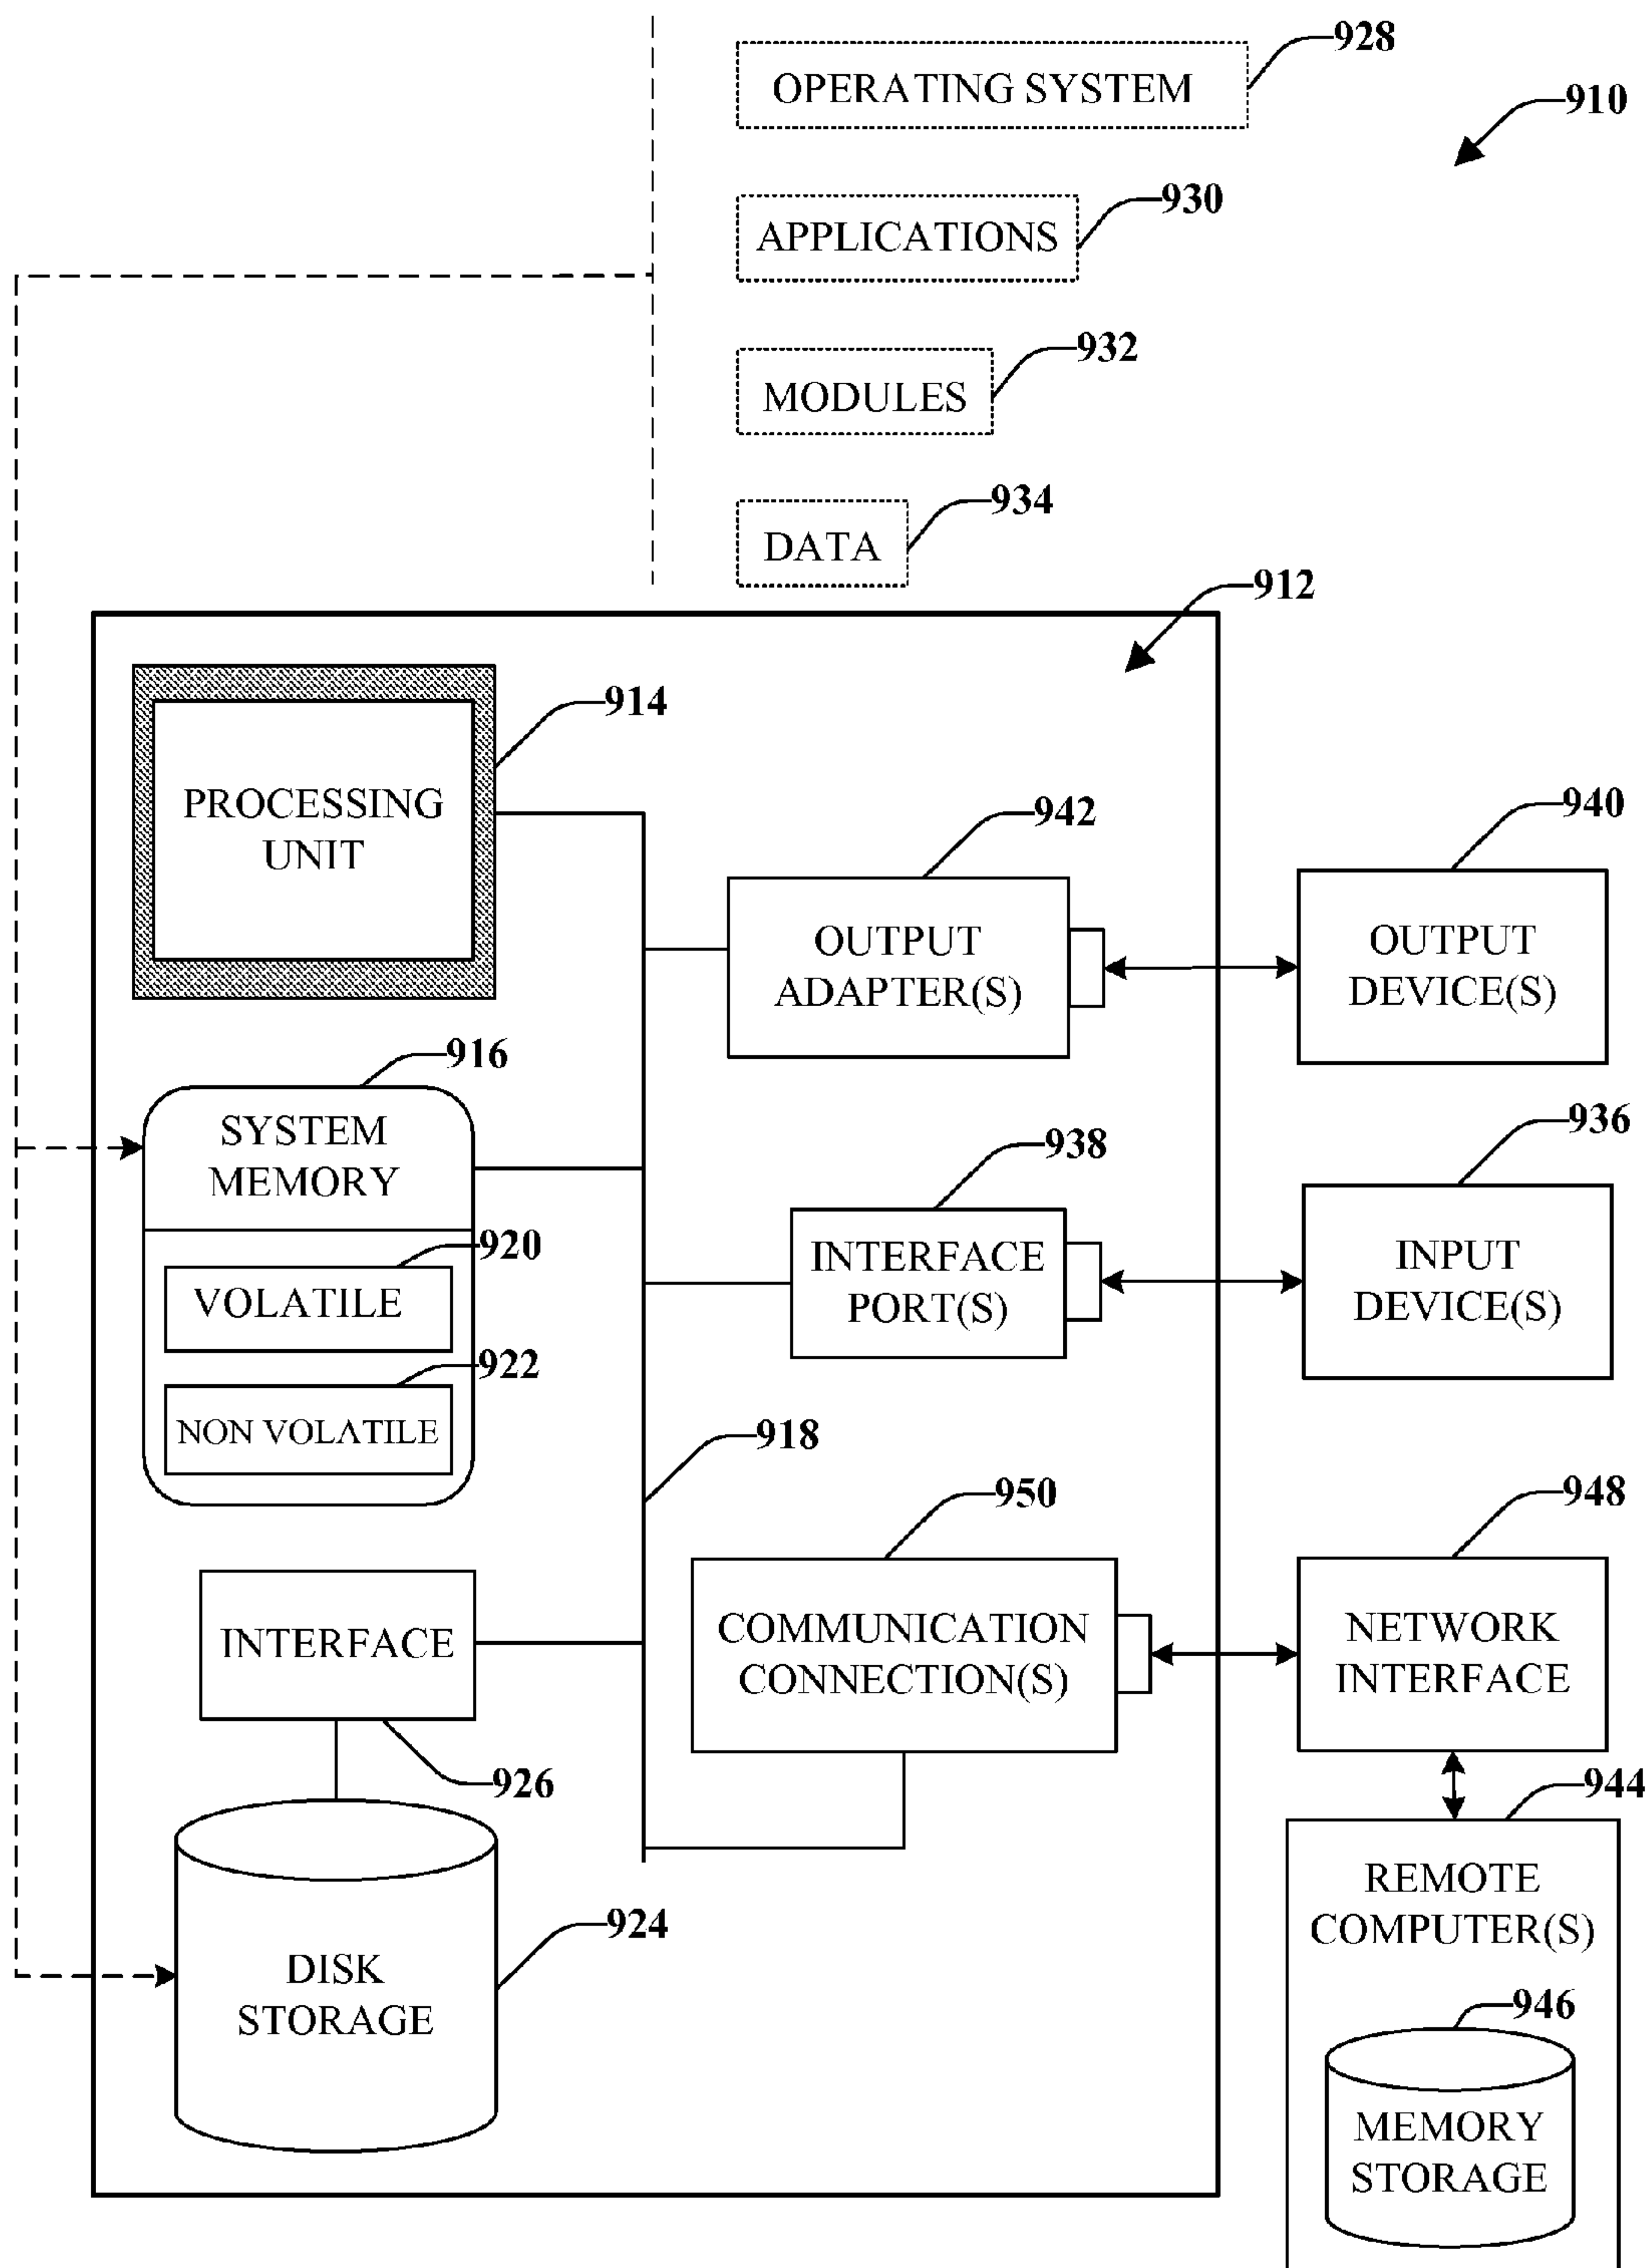 928
OPERATING SYSTEM
910
930
APPLICATIONS
932
MODULES
934
DATA
912
914
PROCESSING
UNIT
942
OUTPUT
ADAPTER(S)
940
OUTPUT
DEVICE(S)
916
SYSTEM
MEMORY
920
VOLATILE
922
NON VOLATILE
938
INTERFACE
PORT(S)
936
INPUT
DEVICE(S)
918
950
COMMUNICATION
CONNECTION(S)
948
NETWORK
INTERFACE
INTERFACE
926
924
DISK
STORAGE
944
REMOTE
COMPUTER(S)
946
MEMORY
STORAGE